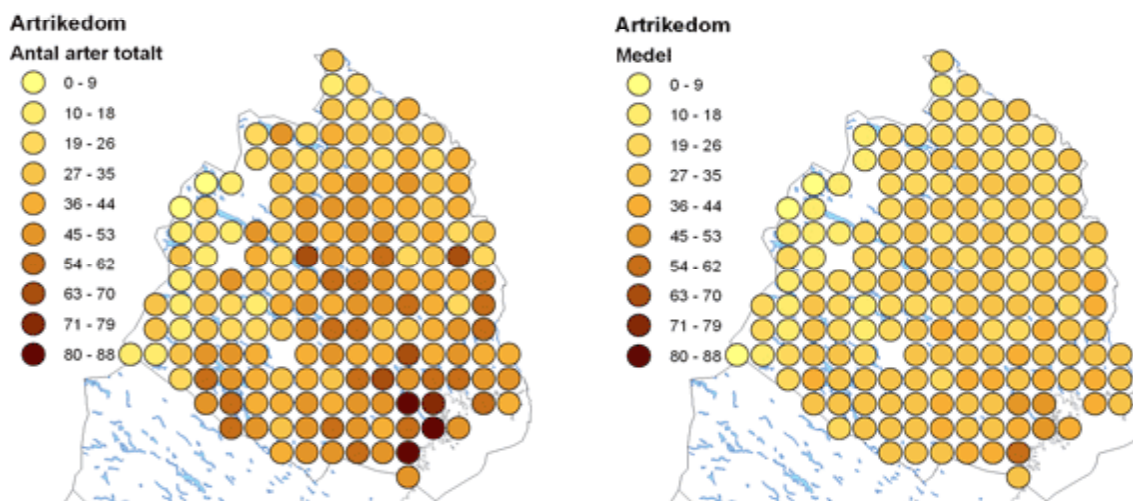 Artrikedom
Antal arter totalt
0 - 9
10 - 18
19 - 26
27 - 35
36 - 44
45 - 53
54 - 62
63 - 70
71 - 79
80 - 88
Artrikedom
Medel
0 - 9
10 - 18
19 - 26
27 - 35
36 - 44
45 - 53
54 - 62
63 - 70
71 - 79
80 - 88